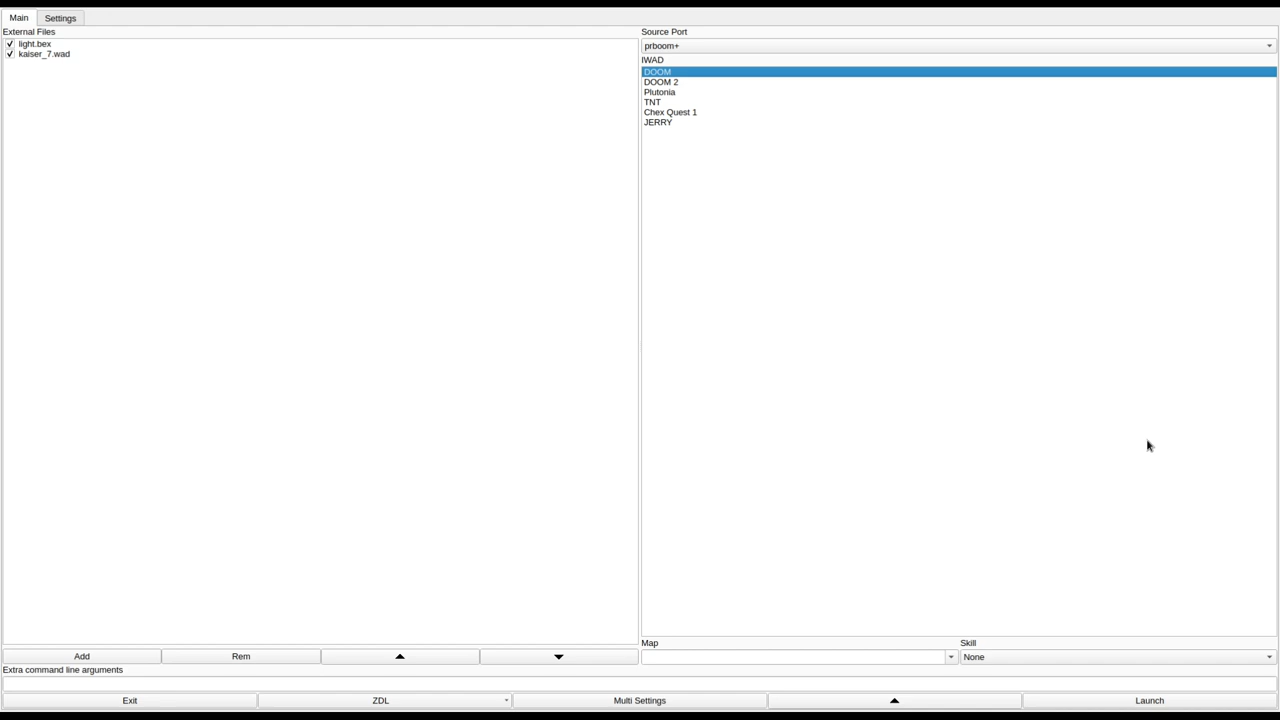 Main
Settings
External Files
light.bex
kaiser_7.wad
Add
Rem
Source Port
prboom+
IWAD
DOOM
DOOM 2
Plutonia
TNT
Chex Quest 1
JERRY
Map
Skill
None
Extra command line arguments
Exit
ZDL
Multi Settings
Launch